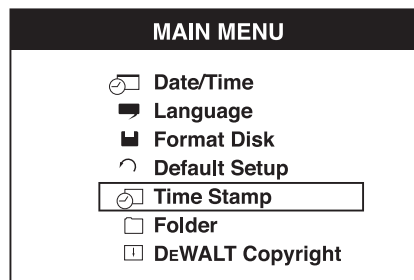 MAIN MENU
Date/Time
Language
Format Disk
Default Setup
Time Stamp
Folder
DEWALT Copyright